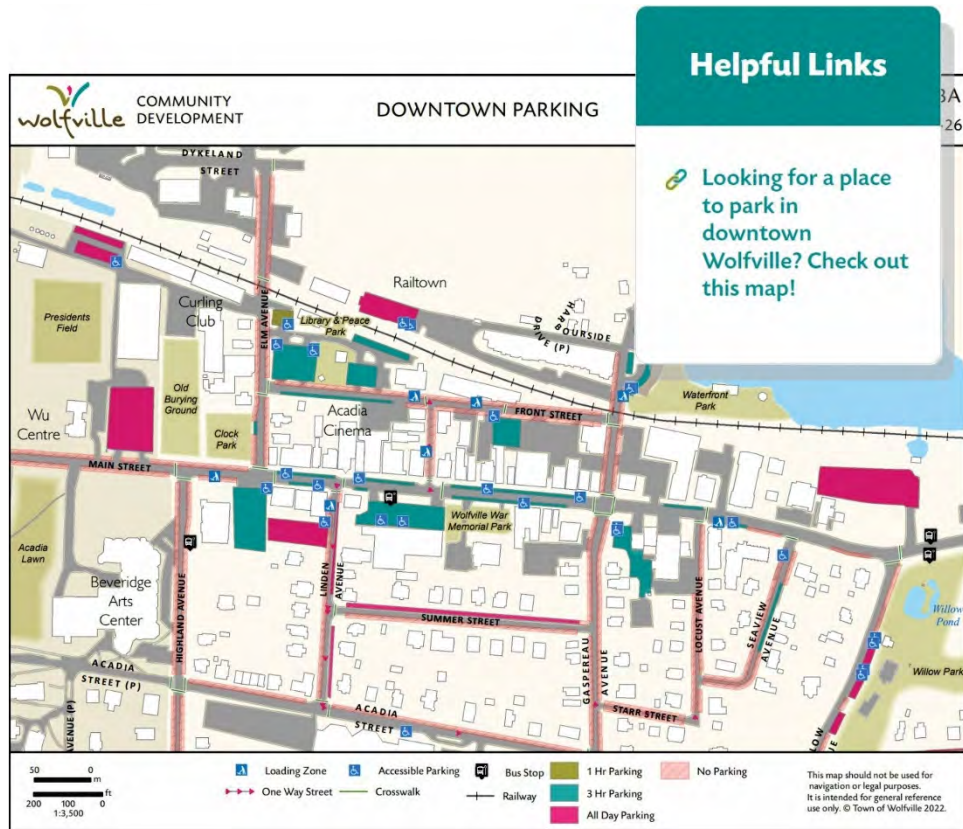 Helpful Links
Looking for a place
to park in
downtown
Wolfville? Check out
this map!
wolfville
COMMUNITY
DEVELOPMENT
DOWNTOWN PARKING
DYKELAND
STREET
Railtown
Curling
Club
Presidents
Field
ELM AVENUE
Library & Peace
Park
HARBOURSIDE
DRIVE (P)
Waterfront
Park
Old
Burying
Ground
Clock
Park
Wu
Centre
Acadia
Cinema
FRONT STREET
MAIN STREET
Wolfville War
Memorial Park
Acadia
Lawn
Beveridge
Arts
Center
HIGHLAND AVENUE
LINDEN
AVENUE
SUMMER STREET
GASPEREAU
AVENUE
LOCUST AVENUE
SEAVIEW
AVENUE
Willow
Pond
Willow Park
ACADIA
STREET (P)
AVENUE (P)
ACADIA
STREET
STARR STREET
50 0
m
200 100 0
ft
1:3,500
Loading Zone
Accessible Parking
Bus Stop
1 Hr Parking
No Parking
One Way Street
Crosswalk
Railway
3 Hr Parking
All Day Parking
This map should not be used for
navigation or legal purposes.
It is intended for general reference
use only. © Town of Wolfville 2022.